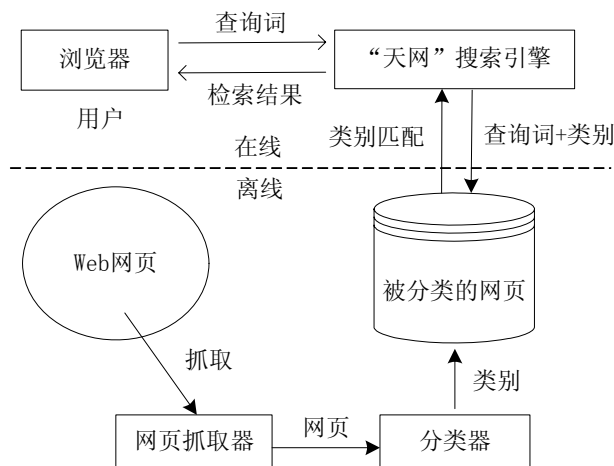 查询词
浏览器
“天网”搜索引擎
检索结果
用户
类别匹配
查询词+类别
在线
离线
Web网页
被分类的网页
抓取
类别
网页抓取器
网页
分类器